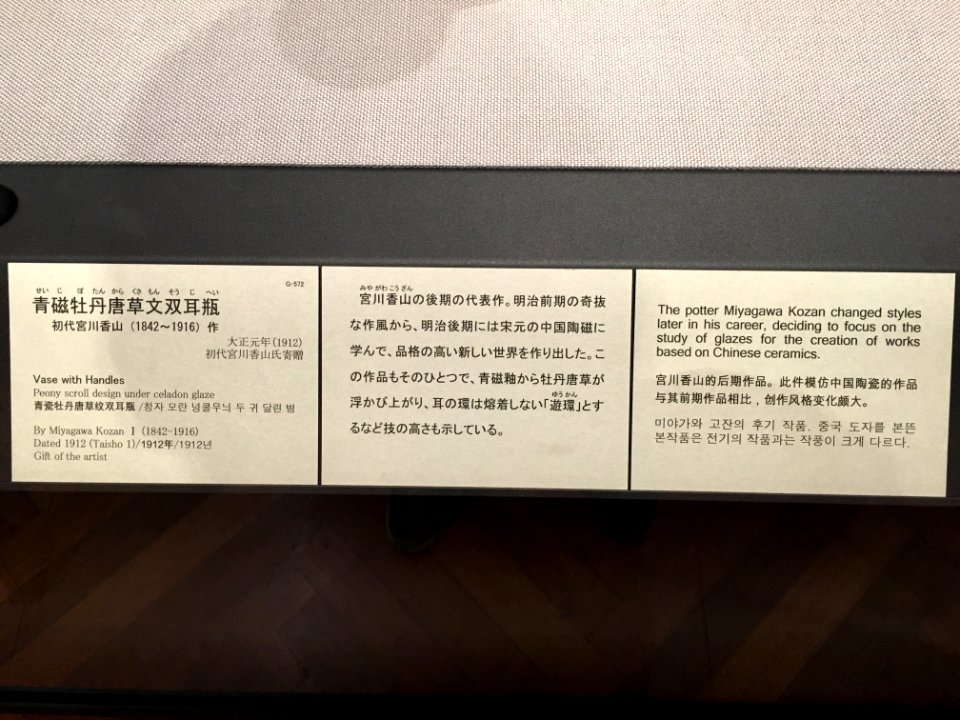 G-572
せい じ ぼ たん から くさ もん そう じ へい
青磁牡丹唐草文双耳瓶
初代宮川香山（1842～1916）作
大正元年（1912）
初代宮川香山氏寄贈
Vase with Handles
Peony scroll design under celadon glaze
青瓷牡丹唐草纹双耳瓶 /청자 모란 넝쿨무늬 두 귀 달린 병
By Miyagawa Kozan Ⅰ (1842-1916)
Dated 1912 (Taisho 1)/1912年/1912년
Gift of the artist
みや がわ こう ざん
宮川香山の後期の代表作。明治前期の奇抜
な作風から、明治後期には宋元の中国陶磁に
学んで、品格の高い新しい世界を作り出した。こ
の作品もそのひとつで、青磁釉から牡丹唐草が
ゆうかん
浮かび上がり、耳の環は熔着しない「遊環」とす
るなど技の高さも示している。
The potter Miyagawa Kozan changed styles
later in his career, deciding to focus on the
study of glazes for the creation of works
based on Chinese ceramics.
宫川香山的后期作品。此件模仿中国陶瓷的作品
与其前期作品相比，创作风格变化颇大。
미야가와 고잔의 후기 작품. 중국 도자를 본뜬
본작품은 전기의 작품과는 작풍이 크게 다르다.